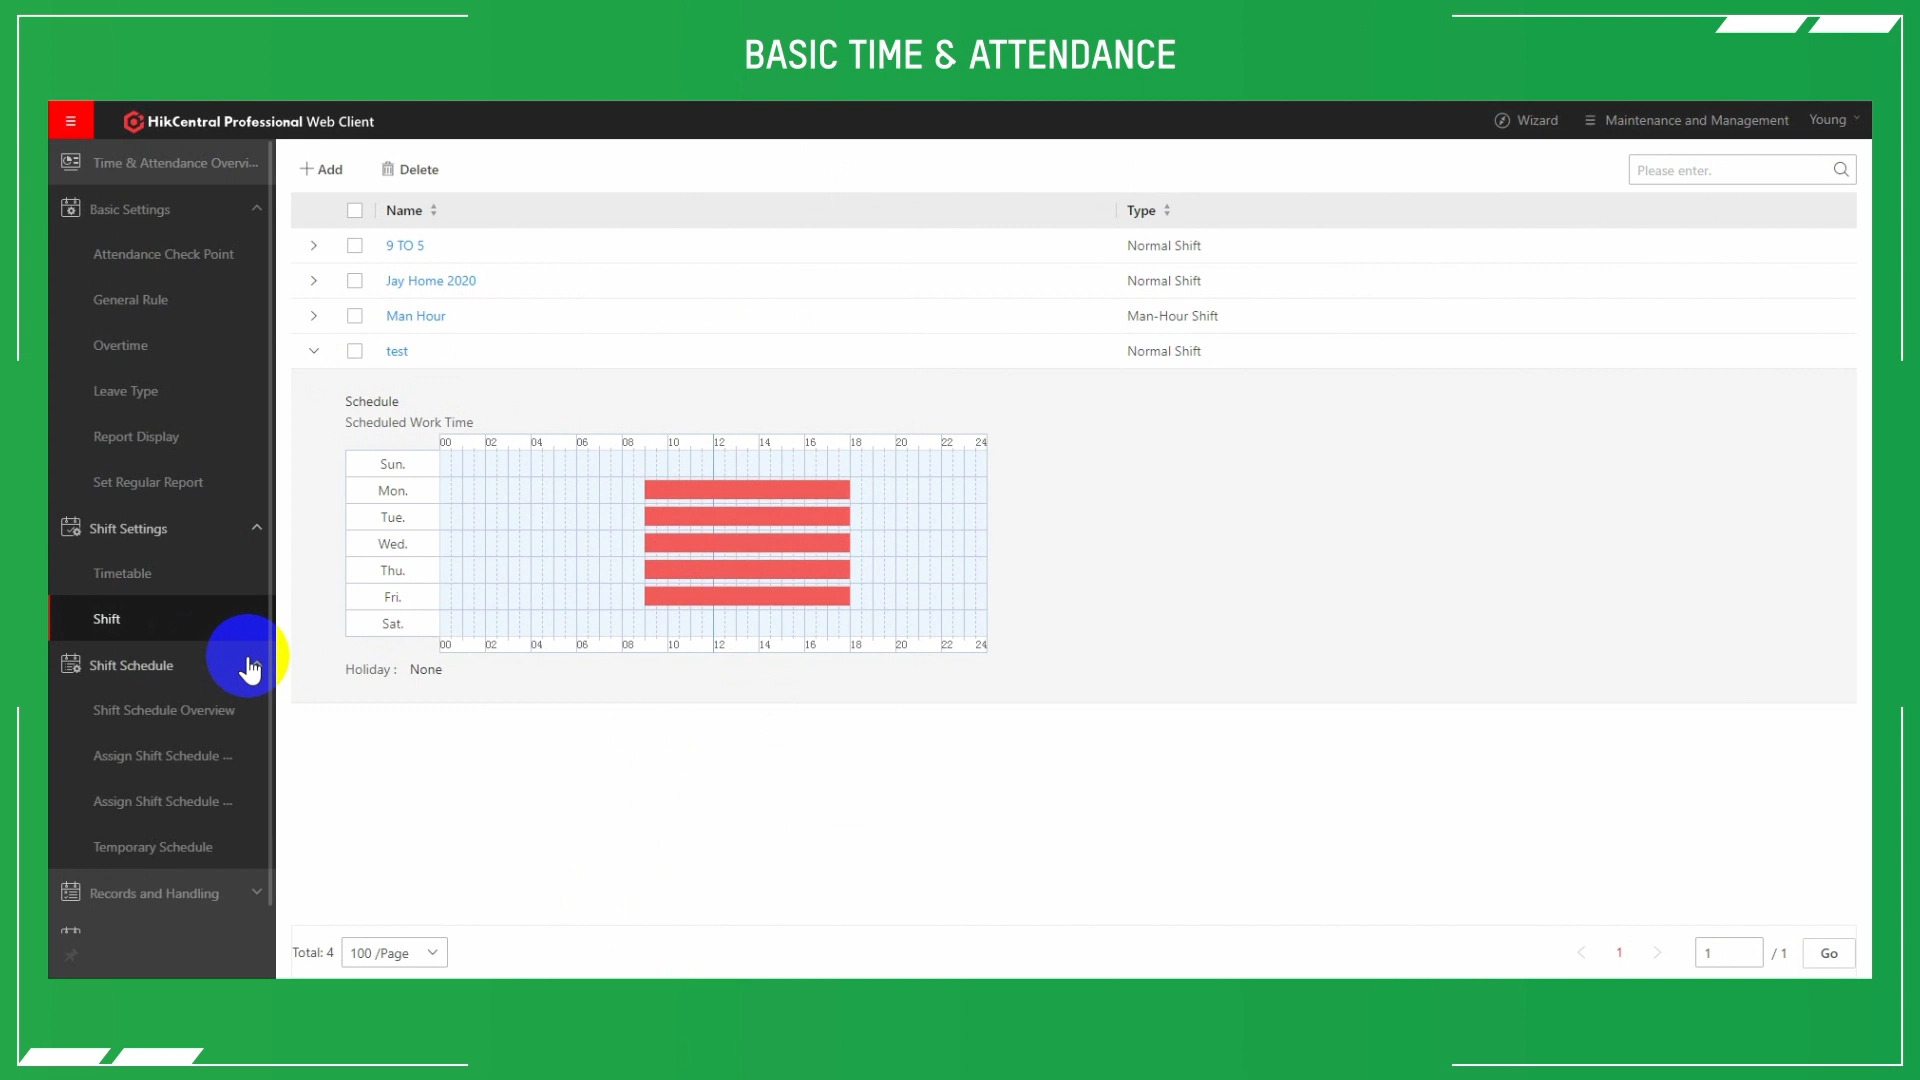 BASIC TIME & ATTENDANCE
HikCentral Professional Web Client
Wizard
Maintenance and Management
Young
Time & Attendance Overvi...
Basic Settings
Attendance Check Point
General Rule
Overtime
Leave Type
Report Display
Set Regular Report
Shift Settings
Timetable
Shift
Shift Schedule
Shift Schedule Overview
Assign Shift Schedule ...
Assign Shift Schedule ...
Temporary Schedule
Records and Handling
Add
Delete
Please enter.
Name
Type
9 TO 5
Normal Shift
Jay Home 2020
Normal Shift
Man Hour
Man-Hour Shift
test
Normal Shift
Schedule
Scheduled Work Time
00 02 04 06 08 10 12 14 16 18 20 22 24
Sun.
Mon.
Tue.
Wed.
Thu.
Fri.
Sat.
00 02 04 06 08 10 12 14 16 18 20 22 24
Holiday : None
Total: 4
100 /Page
1
1
/ 1
Go